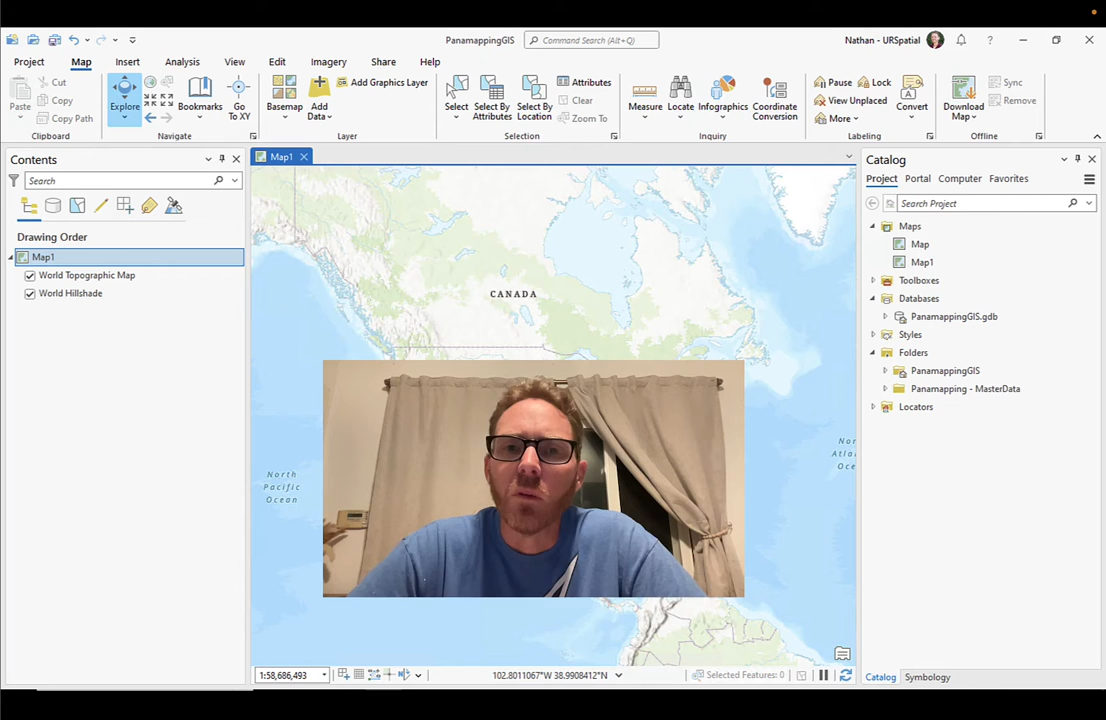 PanamappingGIS
Command Search (Alt+Q)
Nathan - URSpatial
?
Project
Map
Insert
Analysis
View
Edit
Imagery
Share
Help
Paste
Cut
Copy
Copy Path
Clipboard
Explore
Bookmarks
Go
To XY
Navigate
Basemap
Add
Data
Add Graphics Layer
Layer
Select
Select By
Attributes
Select By
Location
Attributes
Clear
Zoom To
Selection
Measure
Locate
Infographics
Coordinate
Conversion
Inquiry
Pause
Lock
View Unplaced
More
Convert
Labeling
Download
Map
Sync
Remove
Offline
Contents
Search
Drawing Order
Map1
World Topographic Map
World Hillshade
Map1
CANADA
North
Pacific
Ocean
1:58,686,493
102.8011067°W 38.9908412°N
Selected Features: 0
Catalog
Project
Portal
Computer
Favorites
Search Project
Maps
Map
Map1
Toolboxes
Databases
PanamappingGIS.gdb
Styles
Folders
PanamappingGIS
Panamapping - MasterData
Locators
Catalog
Symbology